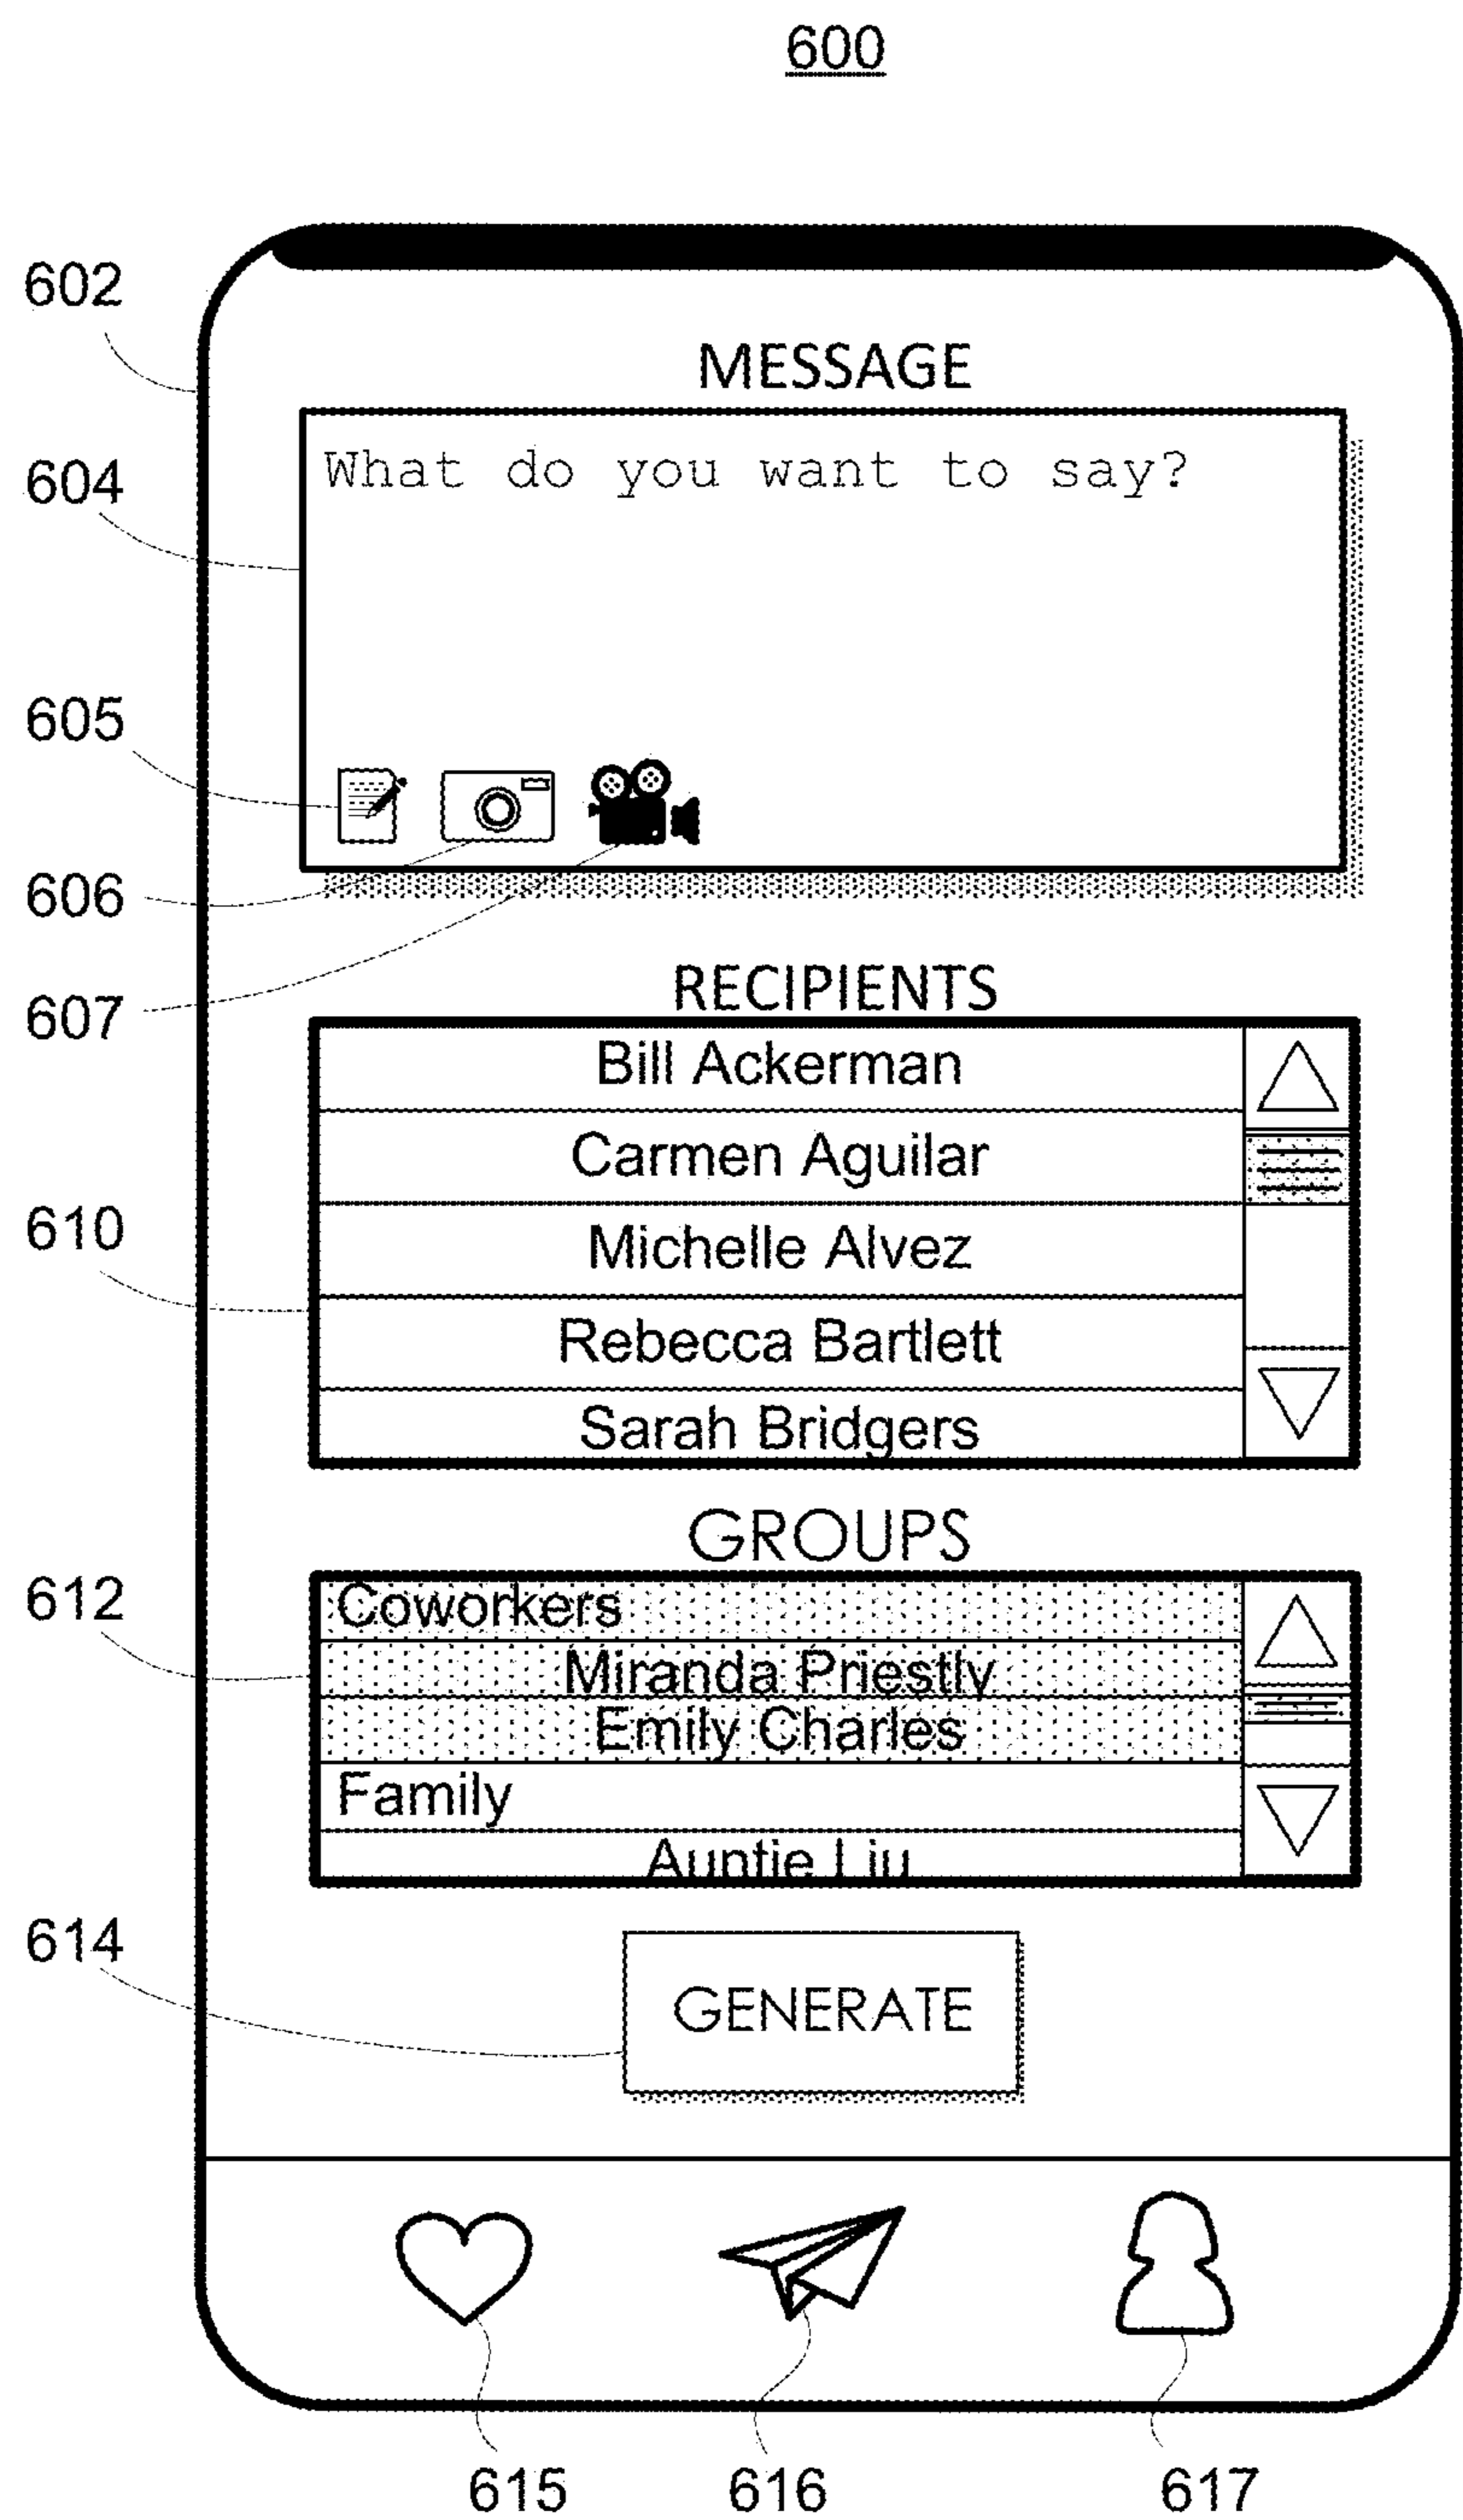 600
602
MESSAGE
604
What do you want to say?
605
606
607
RECIPIENTS
Bill Ackerman
Carmen Aguilar
610
Michelle Alvez
Rebecca Bartlett
Sarah Bridgers
GROUPS
612
Coworkers
Miranda Priestly
Emily Charles
Family
Auntie Liu
614
GENERATE
615
616
617